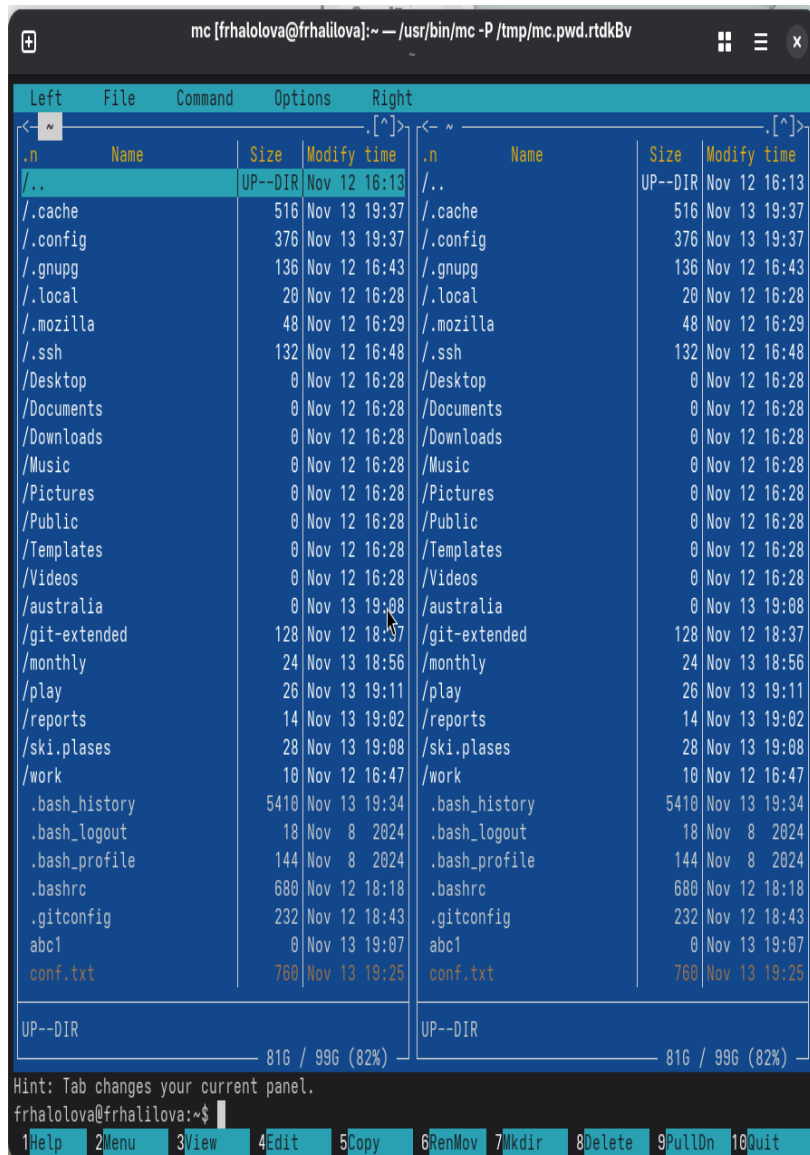 mc [frhalolova@frhalilova]:~ — /usr/bin/mc -P /tmp/mc.pwd.rtdkBv
~
Left File Command Options Right
<─ ~ .[^]> <─ ~ .[^]>
.n Name Size Modify time .n Name Size Modify time
/.. UP--DIR Nov 12 16:13 /.. UP--DIR Nov 12 16:13
/.cache 516 Nov 13 19:37 /.cache 516 Nov 13 19:37
/.config 376 Nov 13 19:37 /.config 376 Nov 13 19:37
/.gnupg 136 Nov 12 16:43 /.gnupg 136 Nov 12 16:43
/.local 20 Nov 12 16:28 /.local 20 Nov 12 16:28
/.mozilla 48 Nov 12 16:29 /.mozilla 48 Nov 12 16:29
/.ssh 132 Nov 12 16:48 /.ssh 132 Nov 12 16:48
/Desktop 0 Nov 12 16:28 /Desktop 0 Nov 12 16:28
/Documents 0 Nov 12 16:28 /Documents 0 Nov 12 16:28
/Downloads 0 Nov 12 16:28 /Downloads 0 Nov 12 16:28
/Music 0 Nov 12 16:28 /Music 0 Nov 12 16:28
/Pictures 0 Nov 12 16:28 /Pictures 0 Nov 12 16:28
/Public 0 Nov 12 16:28 /Public 0 Nov 12 16:28
/Templates 0 Nov 12 16:28 /Templates 0 Nov 12 16:28
/Videos 0 Nov 12 16:28 /Videos 0 Nov 12 16:28
/australia 0 Nov 13 19:08 /australia 0 Nov 13 19:08
/git-extended 128 Nov 12 18:37 /git-extended 128 Nov 12 18:37
/monthly 24 Nov 13 18:56 /monthly 24 Nov 13 18:56
/play 26 Nov 13 19:11 /play 26 Nov 13 19:11
/reports 14 Nov 13 19:02 /reports 14 Nov 13 19:02
/ski.plases 28 Nov 13 19:08 /ski.plases 28 Nov 13 19:08
/work 10 Nov 12 16:47 /work 10 Nov 12 16:47
.bash_history 5410 Nov 13 19:34 .bash_history 5410 Nov 13 19:34
.bash_logout 18 Nov 8 2024 .bash_logout 18 Nov 8 2024
.bash_profile 144 Nov 8 2024 .bash_profile 144 Nov 8 2024
.bashrc 680 Nov 12 18:18 .bashrc 680 Nov 12 18:18
.gitconfig 232 Nov 12 18:43 .gitconfig 232 Nov 12 18:43
abc1 0 Nov 13 19:07 abc1 0 Nov 13 19:07
conf.txt 760 Nov 13 19:25 conf.txt 760 Nov 13 19:25
UP--DIR UP--DIR
81G / 99G (82%) 81G / 99G (82%)
Hint: Tab changes your current panel.
frhalolova@frhalilova:~$
1Help 2Menu 3View 4Edit 5Copy 6RenMov 7Mkdir 8Delete 9PullDn 10Quit